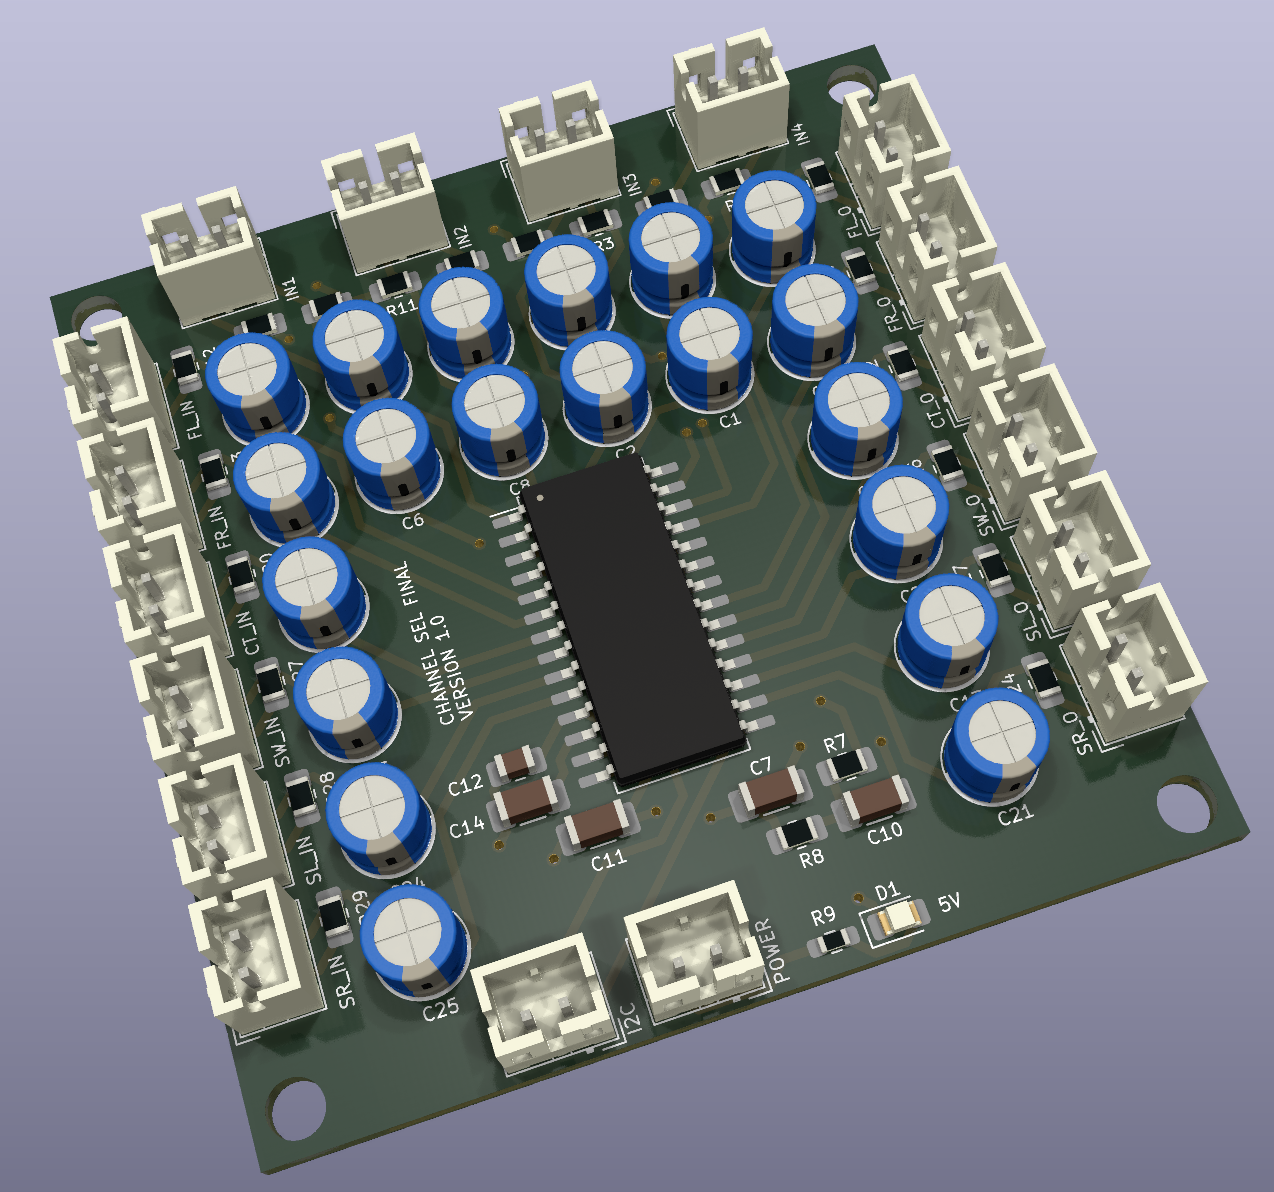 IN4
IN3
IN2
IN1
R3
R11
FL_O
FR_O
CT_O
SW_O
SL_O
SR_O
FL_IN
FR_IN
CT_IN
SW_IN
SL_IN
SR_IN
C1
C8
C6
CHANNEL SEL FINAL
VERSION 1.0
C12
C14
C11
C7
R7
C10
R8
C21
R29
C25
R9
D1
5V
POWER
I2C